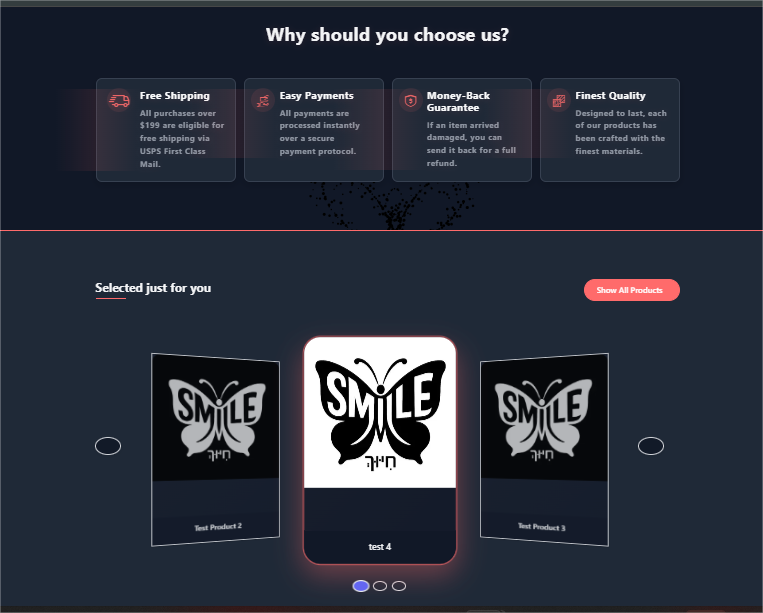 Why should you choose us?
Free Shipping
All purchases over
$199 are eligible for
free shipping via
USPS First Class
Mail.
Easy Payments
All payments are
processed instantly
over a secure
payment protocol.
Money-Back
Guarantee
If an item arrived
damaged, you can
send it back for a full
refund.
Finest Quality
Designed to last, each
of our products has
been crafted with the
finest materials.
Selected just for you
Show All Products
SMILE
חיוך
Test Product 2
SMILE
חיוך
test 4
SMILE
חיוך
Test Product 3